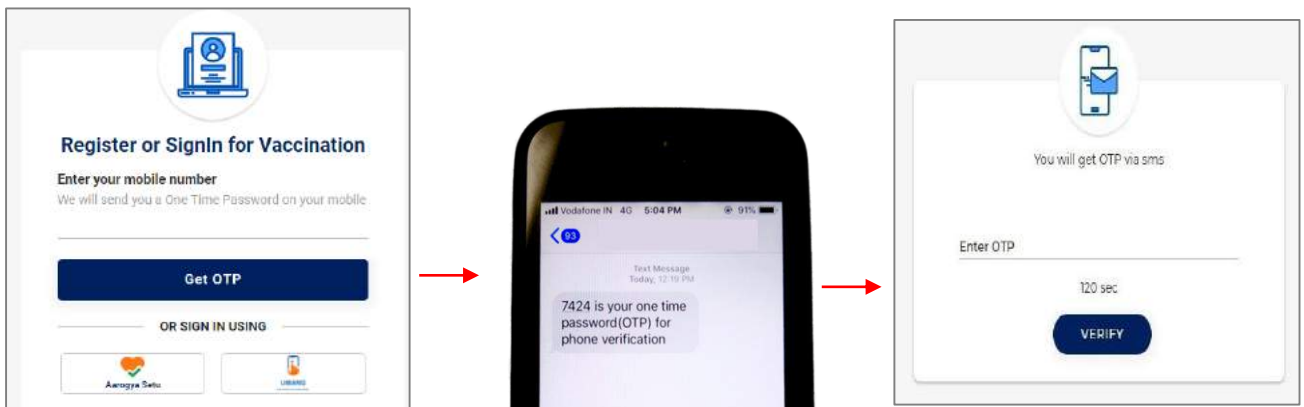 Register or SignIn for Vaccination
Enter your mobile number
We will send you a One Time Password on your mobile
Get OTP
OR SIGN IN USING
Aarogya Setu
UMANG
Vodafone IN 4G 5:04 PM 91%
93
Text Message
Today, 12:19 PM
7424 is your one time
password(OTP) for
phone verification
You will get OTP via sms
Enter OTP
120 sec
VERIFY